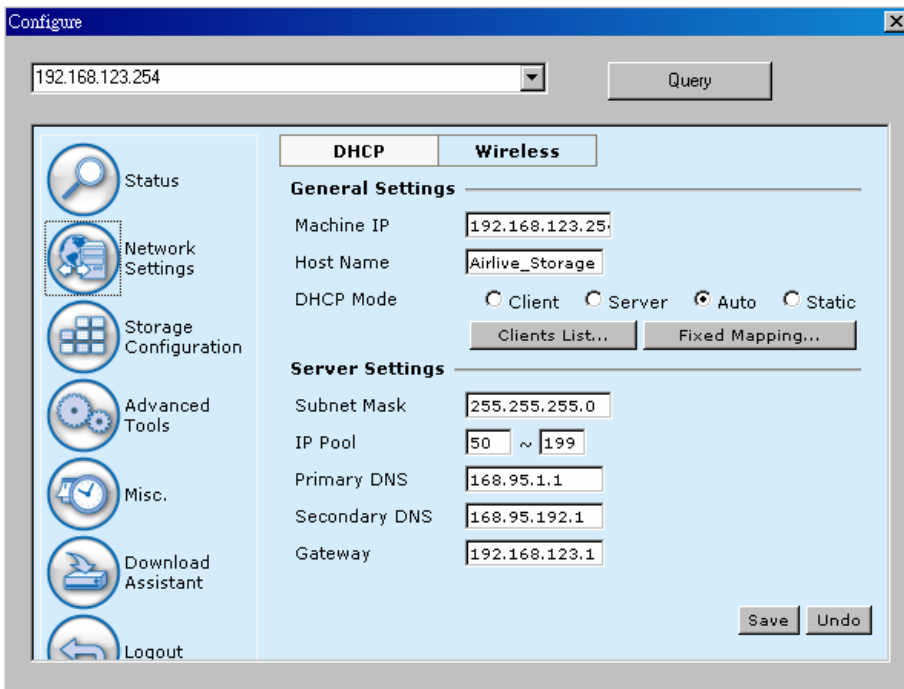 Configure
192.168.123.254
Query
Status
Network
Settings
Storage
Configuration
Advanced
Tools
Misc.
Download
Assistant
Logout
DHCP Wireless
General Settings
Machine IP 192.168.123.25
Host Name Airlive_Storage
DHCP Mode Client Server Auto Static
Clients List... Fixed Mapping...
Server Settings
Subnet Mask 255.255.255.0
IP Pool 50 ~ 199
Primary DNS 168.95.1.1
Secondary DNS 168.95.192.1
Gateway 192.168.123.1
Save Undo